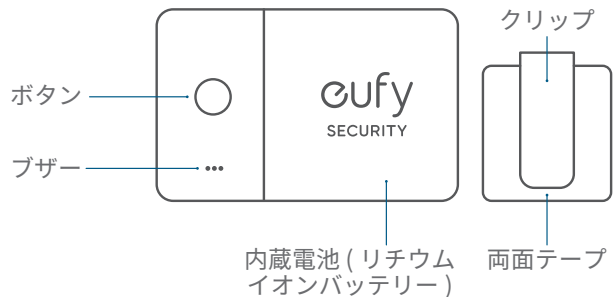 クリップ
ボタン
eufy
SECURITY
ブザー
内蔵電池 ( リチウム
イオンバッテリー )
両面テープ